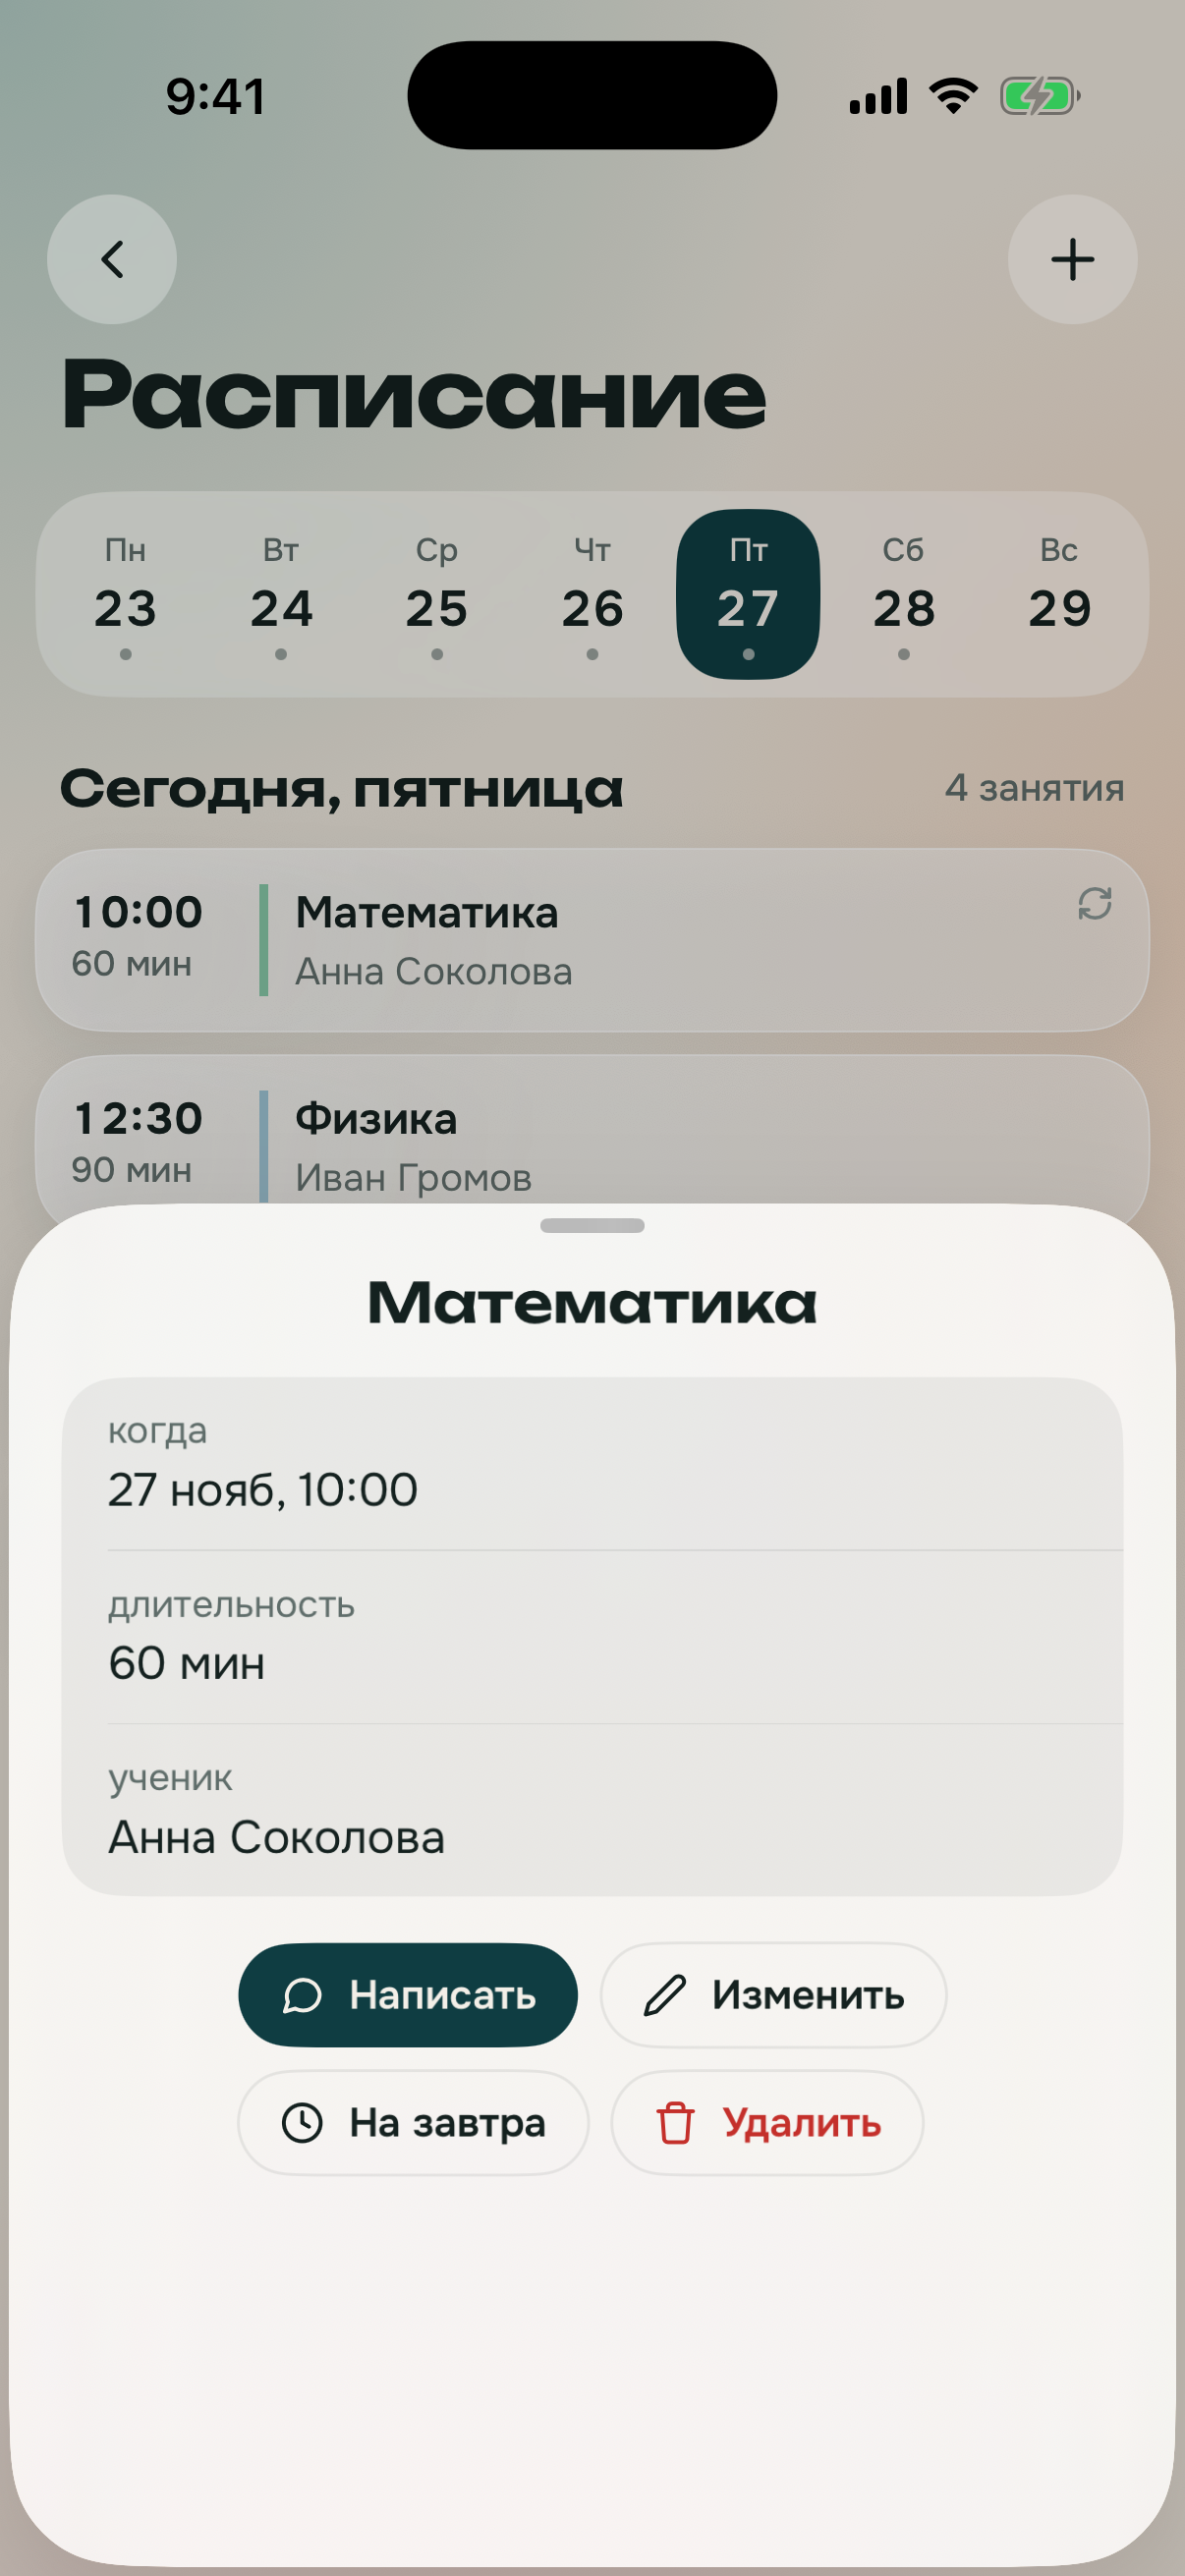 9:41
Расписание
Пн Вт Ср Чт Пт Сб Вс
23 24 25 26 27 28 29
Сегодня, пятница 4 занятия
10:00 Математика
60 мин Анна Соколова
12:30 Физика
90 мин Иван Громов
Математика
когда
27 нояб, 10:00
длительность
60 мин
ученик
Анна Соколова
Написать Изменить
На завтра Удалить